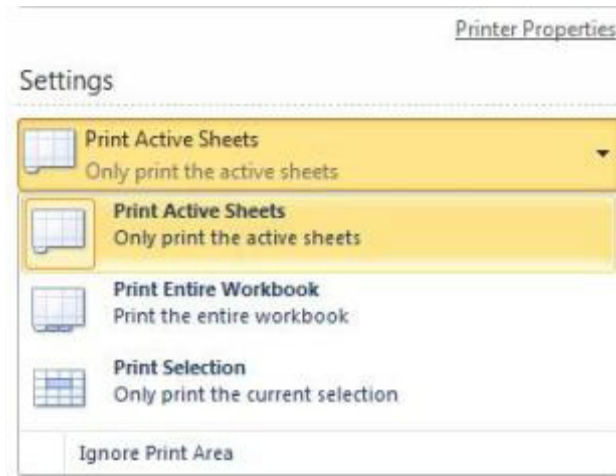 Printer Properties
Settings
Print Active Sheets
Only print the active sheets
Print Active Sheets
Only print the active sheets
Print Entire Workbook
Print the entire workbook
Print Selection
Only print the current selection
Ignore Print Area